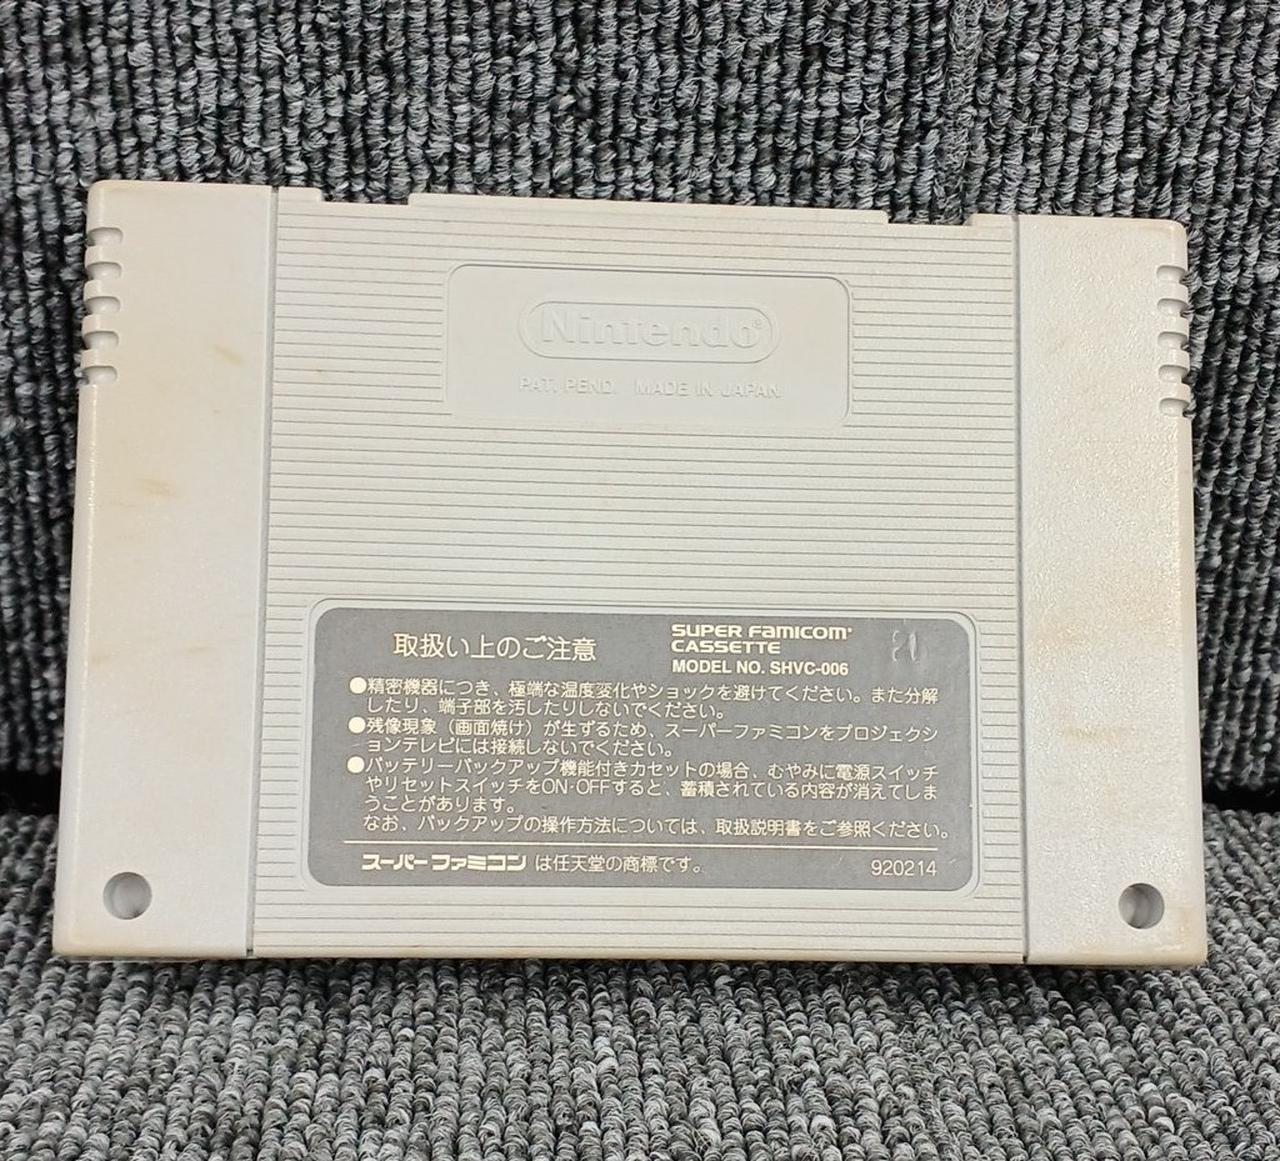 Nintendo®
PAT. PEND. MADE IN JAPAN
取扱い上のご注意
SUPER FAMICOM®
CASSETTE
MODEL NO. SHVC-006
●精密機器につき、極端な温度変化やショックを避けてください。また分解
したり、端子部を汚したりしないでください。
●残像現象（画面焼け）が生ずるため、スーパーファミコンをプロジェクシ
ョンテレビには接続しないでください。
●バッテリーバックアップ機能付きカセットの場合、むやみに電源スイッチ
やリセットスイッチをON・OFFすると、蓄積されている内容が消えてしま
うことがあります。
なお、バックアップの操作方法については、取扱説明書をご参照ください。
スーパーファミコン は任天堂の商標です。
920214